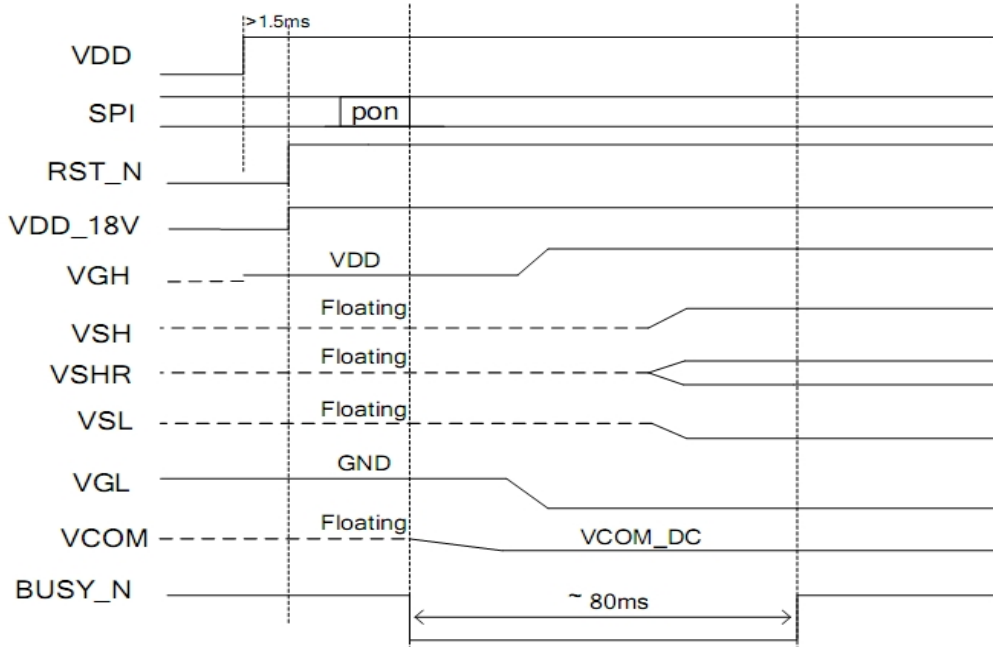 >1.5ms
VDD
SPI
pon
RST_N
VDD_18V
VGH
VDD
VSH
Floating
VSHR
Floating
VSL
Floating
VGL
GND
VCOM
Floating
VCOM_DC
BUSY_N
~ 80ms